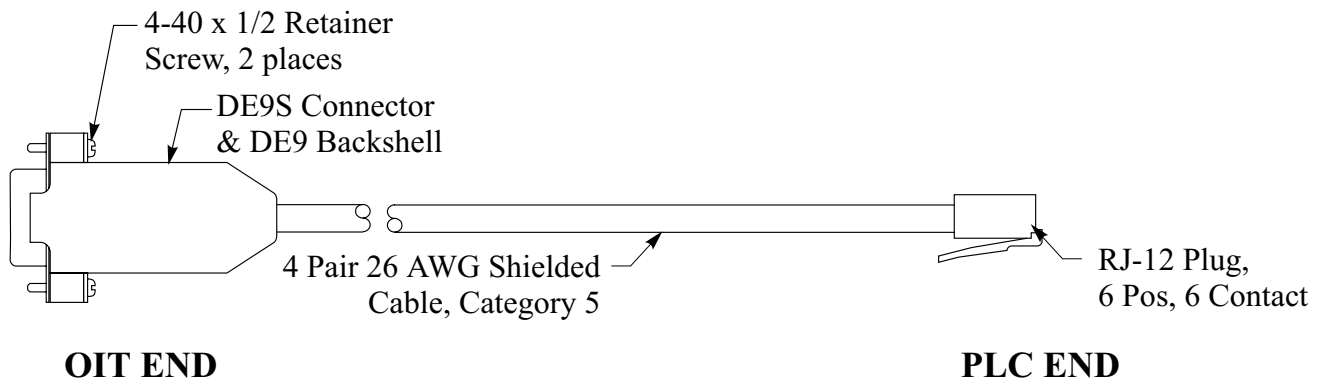 4-40 x 1/2 Retainer
Screw, 2 places
DE9S Connector
& DE9 Backshell
4 Pair 26 AWG Shielded
Cable, Category 5
RJ-12 Plug,
6 Pos, 6 Contact
OIT END
PLC END